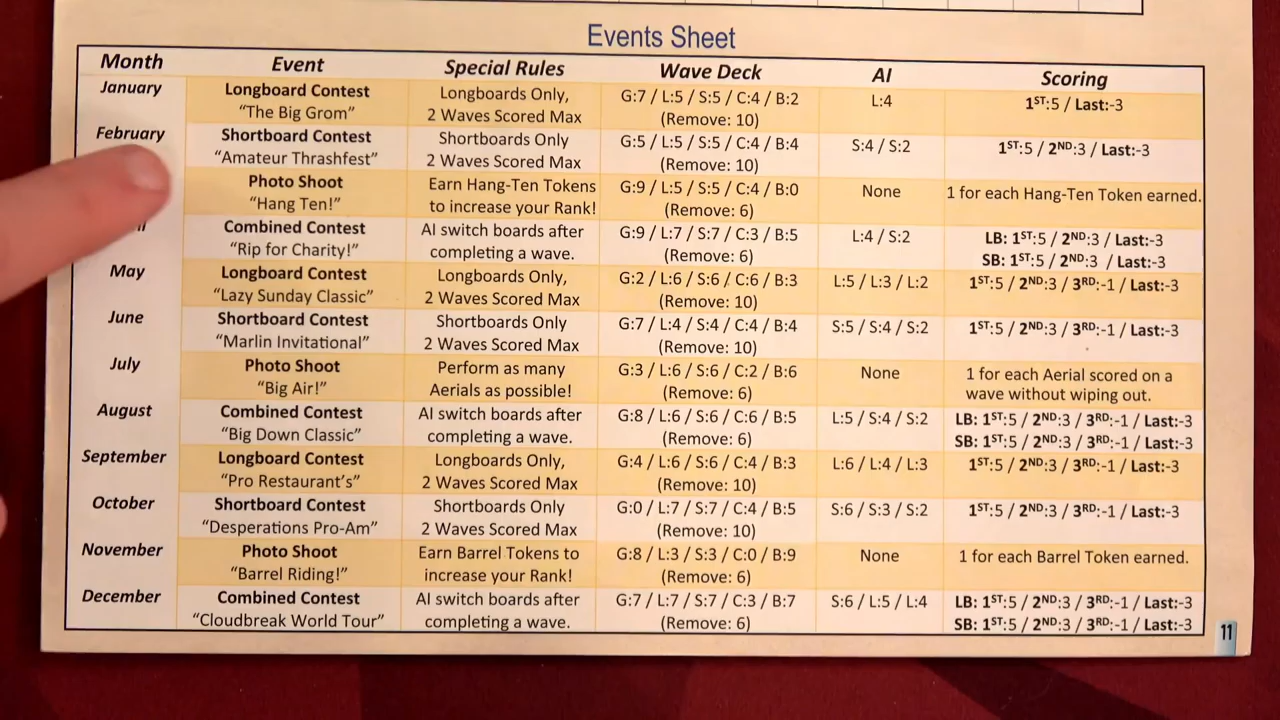 Events Sheet
Month Event Special Rules Wave Deck AI Scoring
January Longboard Contest Longboards Only, G:7 / L:5 / S:5 / C:4 / B:2 L:4 1ST:5 / Last:-3
“The Big Grom” 2 Waves Scored Max (Remove: 10)
February Shortboard Contest Shortboards Only G:5 / L:5 / S:5 / C:4 / B:4 S:4 / S:2 1ST:5 / 2ND:3 / Last:-3
“Amateur Thrashfest” 2 Waves Scored Max (Remove: 10)
Photo Shoot Earn Hang-Ten Tokens G:9 / L:5 / S:5 / C:4 / B:0 None 1 for each Hang-Ten Token earned.
“Hang Ten!” to increase your Rank! (Remove: 6)
Combined Contest AI switch boards after G:9 / L:7 / S:7 / C:3 / B:5 L:4 / S:2 LB: 1ST:5 / 2ND:3 / Last:-3
“Rip for Charity!” completing a wave. (Remove: 6) SB: 1ST:5 / 2ND:3 / Last:-3
May Longboard Contest Longboards Only, G:2 / L:6 / S:6 / C:6 / B:3 L:5 / L:3 / L:2 1ST:5 / 2ND:3 / 3RD:-1 / Last:-3
“Lazy Sunday Classic” 2 Waves Scored Max (Remove: 10)
June Shortboard Contest Shortboards Only G:7 / L:4 / S:4 / C:4 / B:4 S:5 / S:4 / S:2 1ST:5 / 2ND:3 / 3RD:-1 / Last:-3
“Marlin Invitational” 2 Waves Scored Max (Remove: 10)
July Photo Shoot Perform as many G:3 / L:6 / S:6 / C:2 / B:6 None 1 for each Aerial scored on a
“Big Air!” Aerials as possible! (Remove: 6) wave without wiping out.
August Combined Contest AI switch boards after G:8 / L:6 / S:6 / C:6 / B:5 L:5 / S:4 / S:2 LB: 1ST:5 / 2ND:3 / 3RD:-1 / Last:-3
“Big Down Classic” completing a wave. (Remove: 6) SB: 1ST:5 / 2ND:3 / 3RD:-1 / Last:-3
September Longboard Contest Longboards Only, G:4 / L:6 / S:6 / C:4 / B:3 L:6 / L:4 / L:3 1ST:5 / 2ND:3 / 3RD:-1 / Last:-3
“Pro Restaurant’s” 2 Waves Scored Max (Remove: 10)
October Shortboard Contest Shortboards Only G:0 / L:7 / S:7 / C:4 / B:5 S:6 / S:3 / S:2 1ST:5 / 2ND:3 / 3RD:-1 / Last:-3
“Desperations Pro-Am” 2 Waves Scored Max (Remove: 10)
November Photo Shoot Earn Barrel Tokens to G:8 / L:3 / S:3 / C:0 / B:9 None 1 for each Barrel Token earned.
“Barrel Riding!” increase your Rank! (Remove: 6)
December Combined Contest AI switch boards after G:7 / L:7 / S:7 / C:3 / B:7 S:6 / L:5 / L:4 LB: 1ST:5 / 2ND:3 / 3RD:-1 / Last:-3
“Cloudbreak World Tour” completing a wave. (Remove: 6) SB: 1ST:5 / 2ND:3 / 3RD:-1 / Last:-3
11